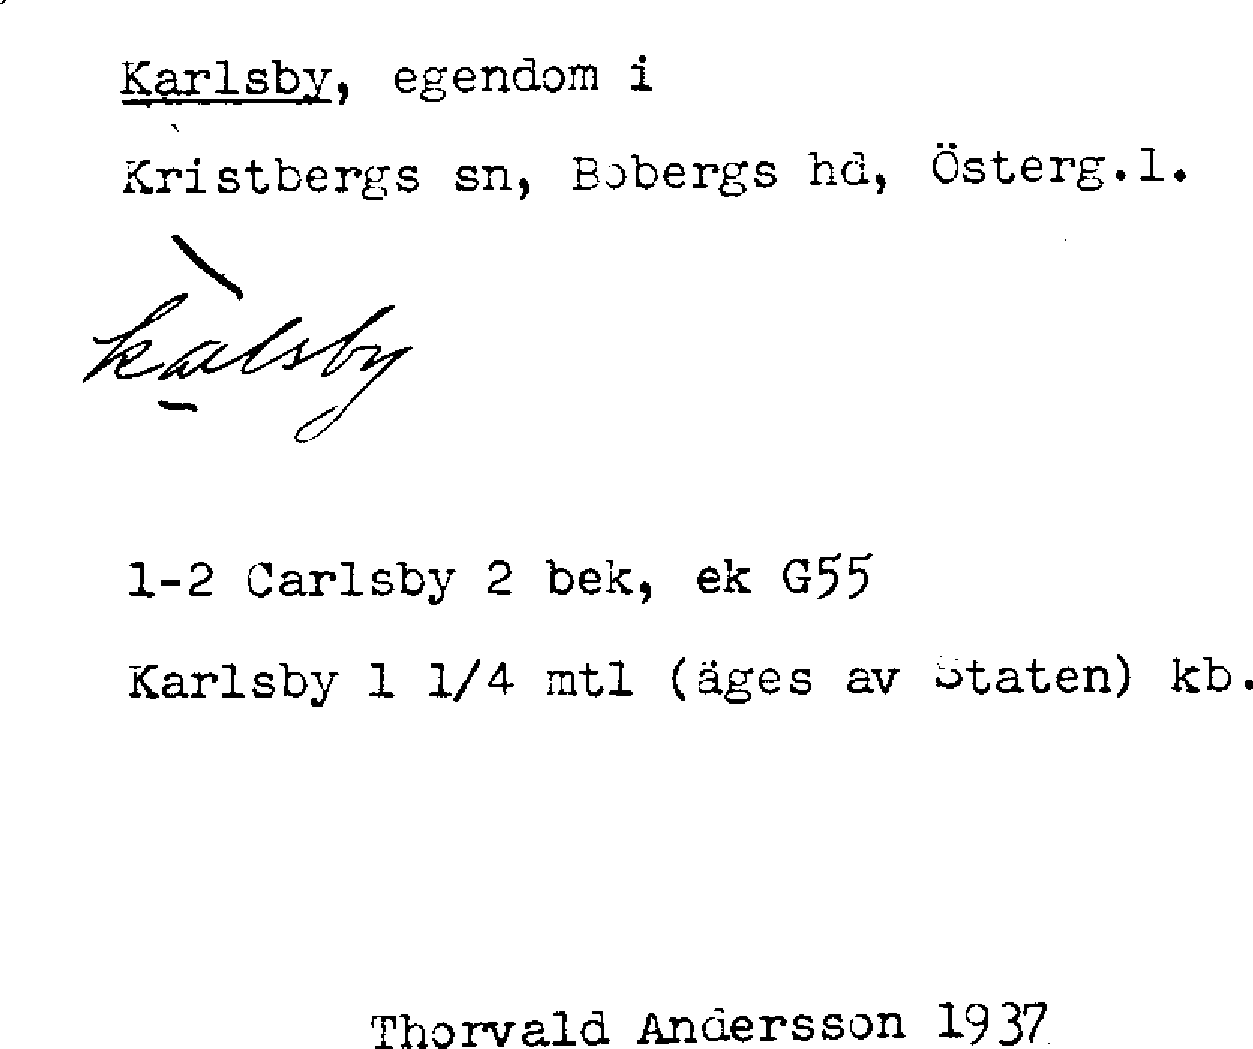 Karlsby, egendom i
Kristbergs sn, Bobergs hd, Österg.l.
kalsby
1-2 Carlsby 2 bek, ek G55
Karlsby 1 1/4 mtl (äges av Staten) kb.
Thorvald Andersson 1937